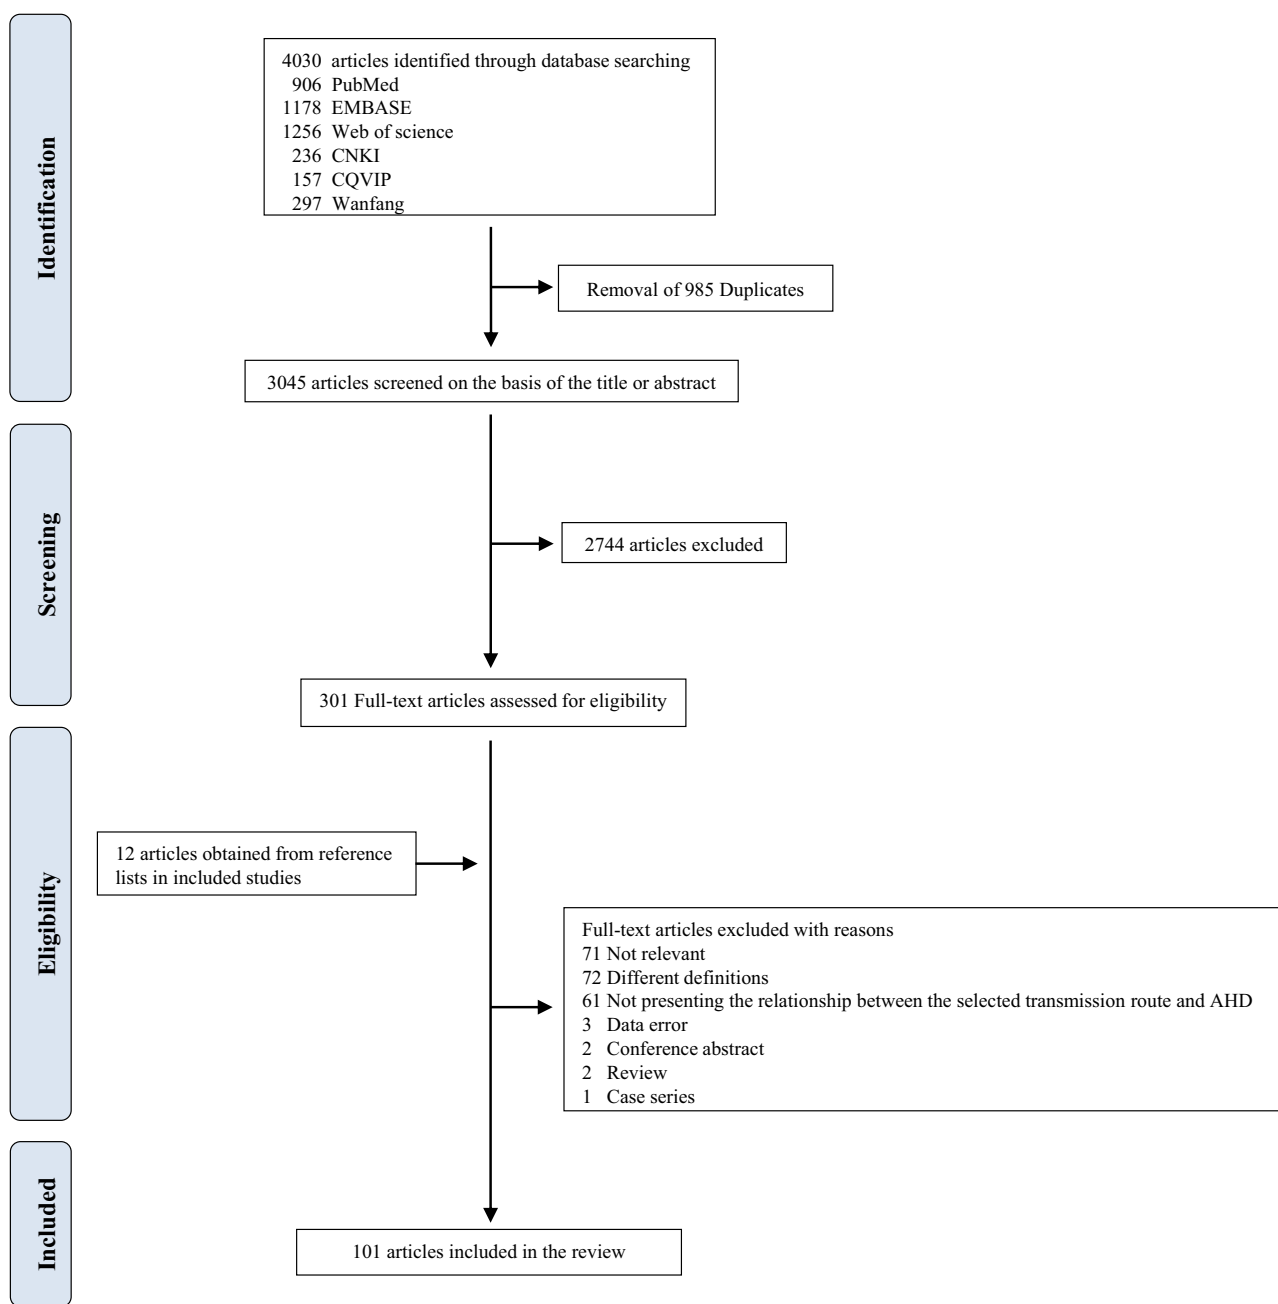 Identification
4030 articles identified through database searching
906 PubMed
1178 EMBASE
1256 Web of science
236 CNKI
157 CQVIP
297 Wanfang
Removal of 985 Duplicates
3045 articles screened on the basis of the title or abstract
Screening
2744 articles excluded
301 Full-text articles assessed for eligibility
Eligibility
12 articles obtained from reference
lists in included studies
Full-text articles excluded with reasons
71 Not relevant
72 Different definitions
61 Not presenting the relationship between the selected transmission route and AHD
3 Data error
2 Conference abstract
2 Review
1 Case series
Included
101 articles included in the review